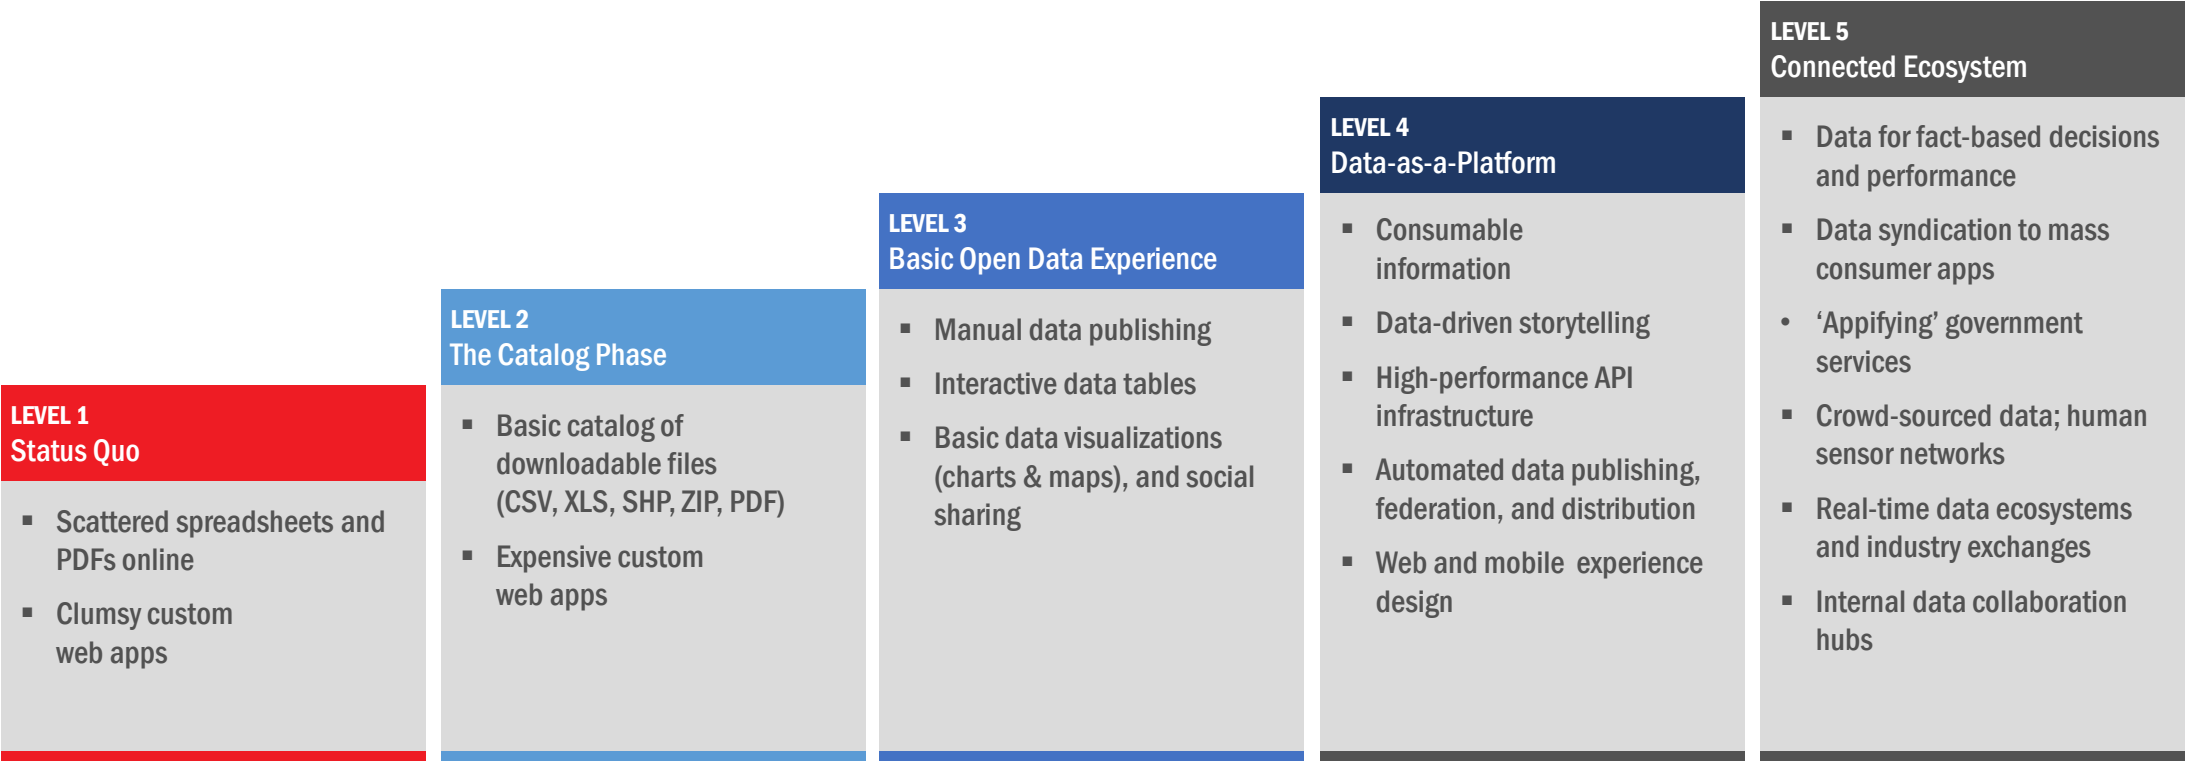 LEVEL 1
Status Quo
▪ Scattered spreadsheets and
PDFs online
▪ Clumsy custom
web apps
LEVEL 2
The Catalog Phase
▪ Basic catalog of
downloadable files
(CSV, XLS, SHP, ZIP, PDF)
▪ Expensive custom
web apps
LEVEL 3
Basic Open Data Experience
▪ Manual data publishing
▪ Interactive data tables
▪ Basic data visualizations
(charts & maps), and social
sharing
LEVEL 4
Data-as-a-Platform
▪ Consumable
information
▪ Data-driven storytelling
▪ High-performance API
infrastructure
▪ Automated data publishing,
federation, and distribution
▪ Web and mobile experience
design
LEVEL 5
Connected Ecosystem
▪ Data for fact-based decisions
and performance
▪ Data syndication to mass
consumer apps
• ‘Appifying’ government
services
▪ Crowd-sourced data; human
sensor networks
▪ Real-time data ecosystems
and industry exchanges
▪ Internal data collaboration
hubs